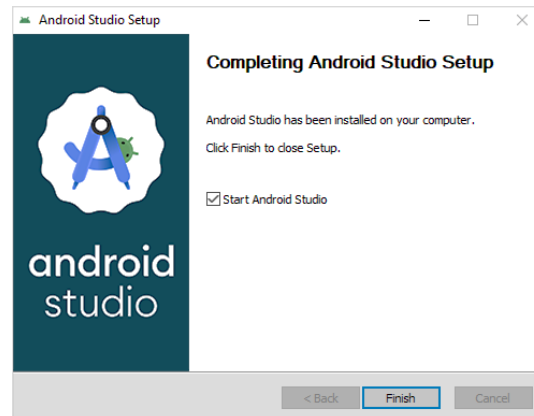 Android Studio Setup
Completing Android Studio Setup
Android Studio has been installed on your computer.
Click Finish to close Setup.
Start Android Studio
android
studio
< Back
Finish
Cancel